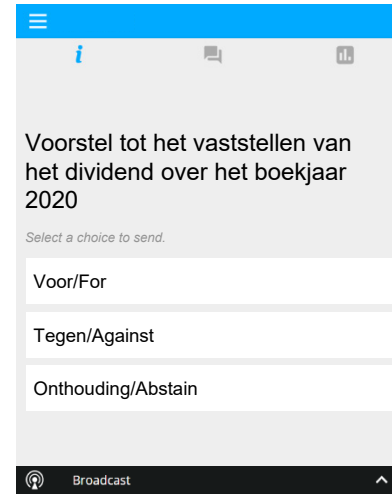 i
Voorstel tot het vaststellen van
het dividend over het boekjaar
2020
Select a choice to send.
Voor/For
Tegen/Against
Onthouding/Abstain
Broadcast